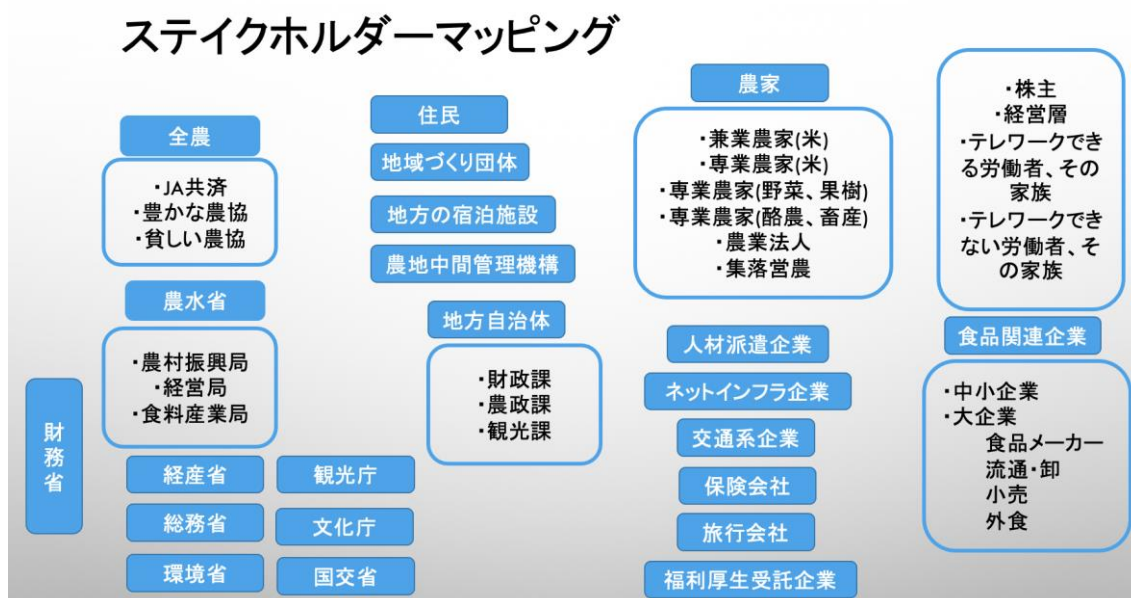 ステイクホルダーマッピング
全農
・JA共済
・豊かな農協
・貧しい農協
農水省
・農村振興局
・経営局
・食料産業局
財務省
経産省
観光庁
総務省
文化庁
環境省
国交省
住民
地域づくり団体
地方の宿泊施設
農地中間管理機構
地方自治体
・財政課
・農政課
・観光課
農家
・兼業農家(米)
・専業農家(米)
・専業農家(野菜、果樹)
・専業農家(酪農、畜産)
・農業法人
・集落営農
人材派遣企業
ネットインフラ企業
交通系企業
保険会社
旅行会社
福利厚生受託企業
・株主
・経営層
・テレワークでき
る労働者、その
家族
・テレワークでき
ない労働者、そ
の家族
食品関連企業
・中小企業
・大企業
食品メーカー
流通・卸
小売
外食